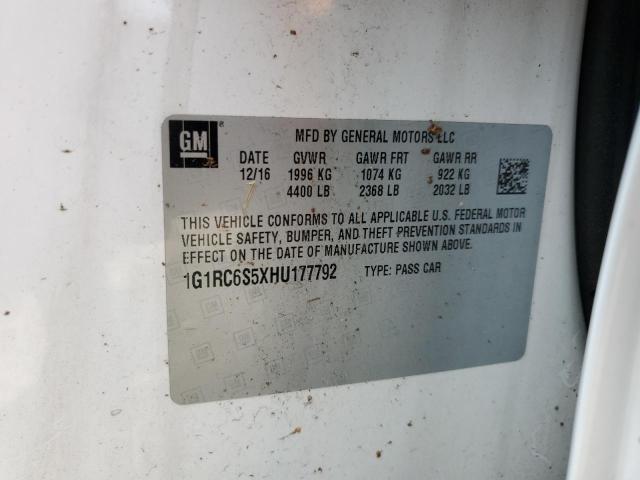 GM
MFD BY GENERAL MOTORS LLC
DATE GVWR GAWR FRT GAWR RR
12/16 1996 KG 1074 KG 922 KG
4400 LB 2368 LB 2032 LB
THIS VEHICLE CONFORMS TO ALL APPLICABLE U.S. FEDERAL MOTOR
VEHICLE SAFETY, BUMPER, AND THEFT PREVENTION STANDARDS IN
EFFECT ON THE DATE OF MANUFACTURE SHOWN ABOVE.
1G1RC6S5XHU177792 TYPE: PASS CAR